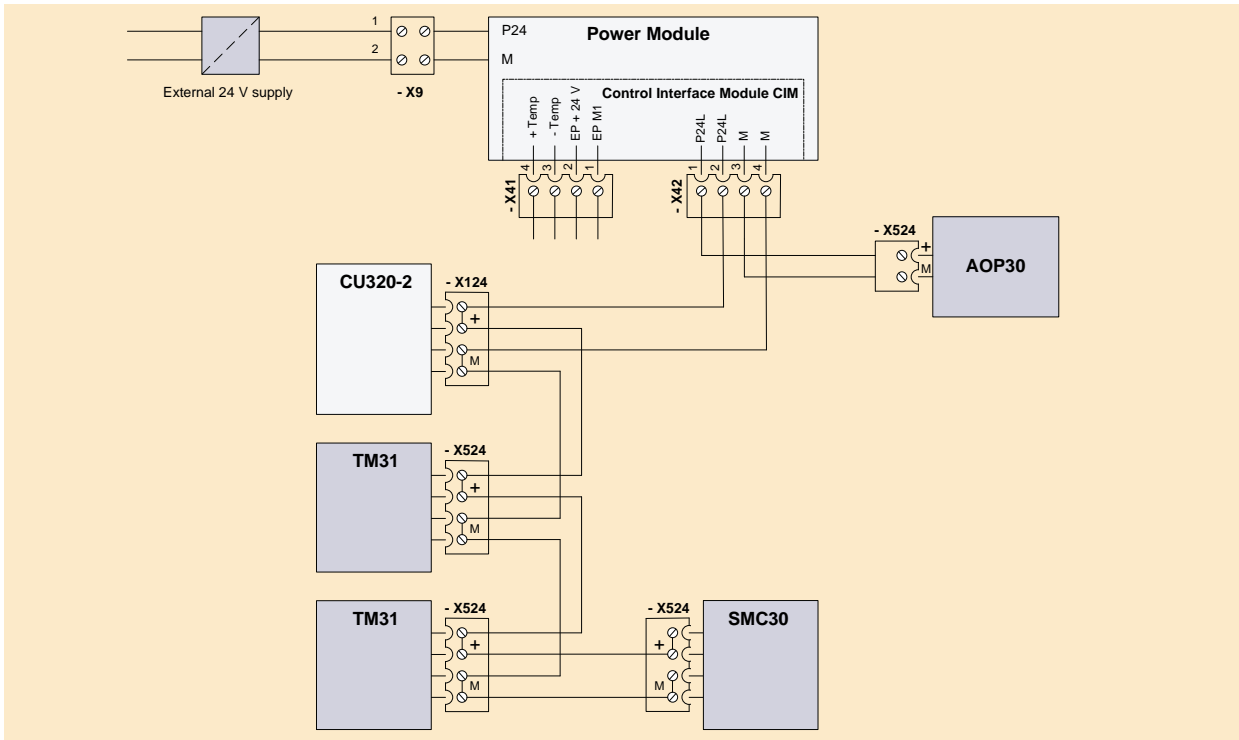 1
2
External 24 V supply
- X9
P24
M
Power Module
Control Interface Module CIM
+ Temp
- Temp
EP + 24 V
EP M1
P24L
P24L
M
M
4
3
2
1
1
2
3
4
- X41
- X42
- X524
+
M
AOP30
CU320-2
- X124
+
M
TM31
- X524
+
M
TM31
- X524
+
M
- X524
+
M
SMC30